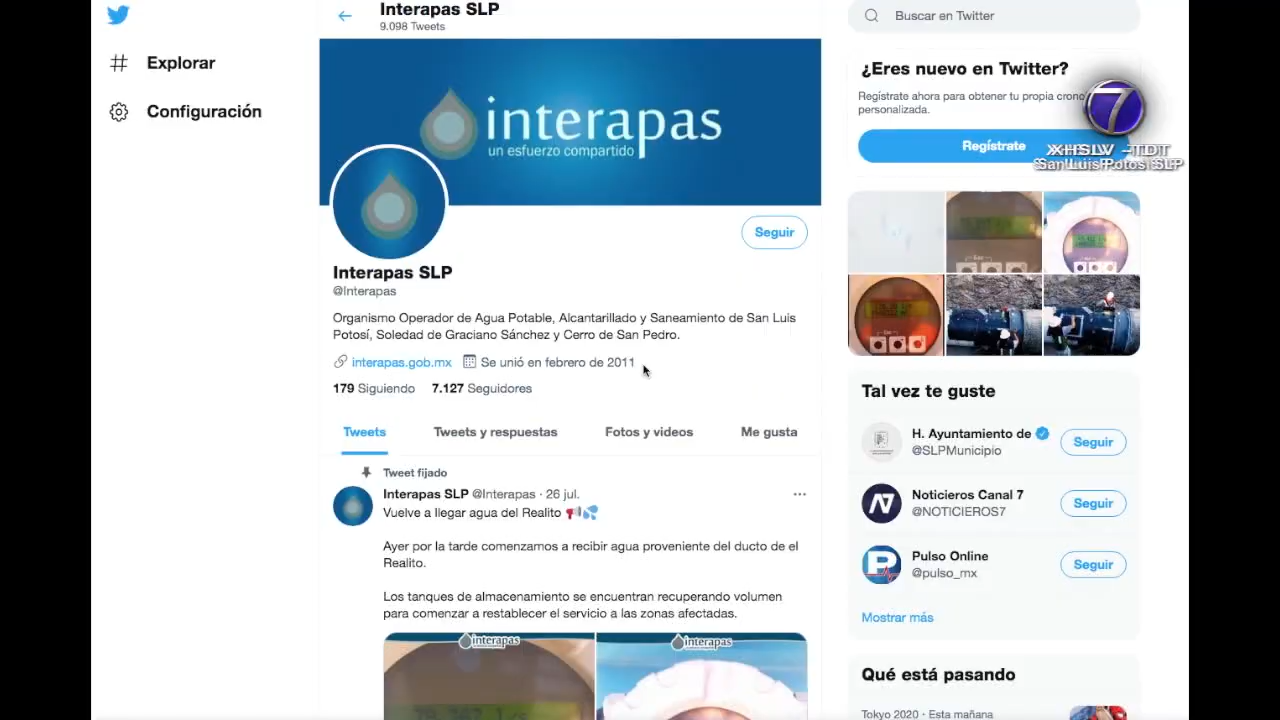 Interapas SLP
9.098 Tweets
Buscar en Twitter
Explorar
Configuración
interapas
un esfuerzo compartido
¿Eres nuevo en Twitter?
Regístrate ahora para obtener tu propia crono
personalizada.
Regístrate
7
XHSLV -TDT
San Luis Potosí SLP
Seguir
Interapas SLP
@Interapas
Organismo Operador de Agua Potable, Alcantarillado y Saneamiento de San Luis
Potosí, Soledad de Graciano Sánchez y Cerro de San Pedro.
interapas.gob.mx Se unió en febrero de 2011
179 Siguiendo 7.127 Seguidores
Tweets Tweets y respuestas Fotos y videos Me gusta
Tweet fijado
Interapas SLP @Interapas · 26 jul.
Vuelve a llegar agua del Realito
Ayer por la tarde comenzamos a recibir agua proveniente del ducto de el
Realito.
Los tanques de almacenamiento se encuentran recuperando volumen
para comenzar a restablecer el servicio a las zonas afectadas.
interapas
interapas
Tal vez te guste
H. Ayuntamiento de
@SLPMunicipio
Seguir
Noticieros Canal 7
@NOTICIEROS7
Seguir
Pulso Online
@pulso_mx
Seguir
Mostrar más
Qué está pasando
Tokyo 2020 · Esta mañana